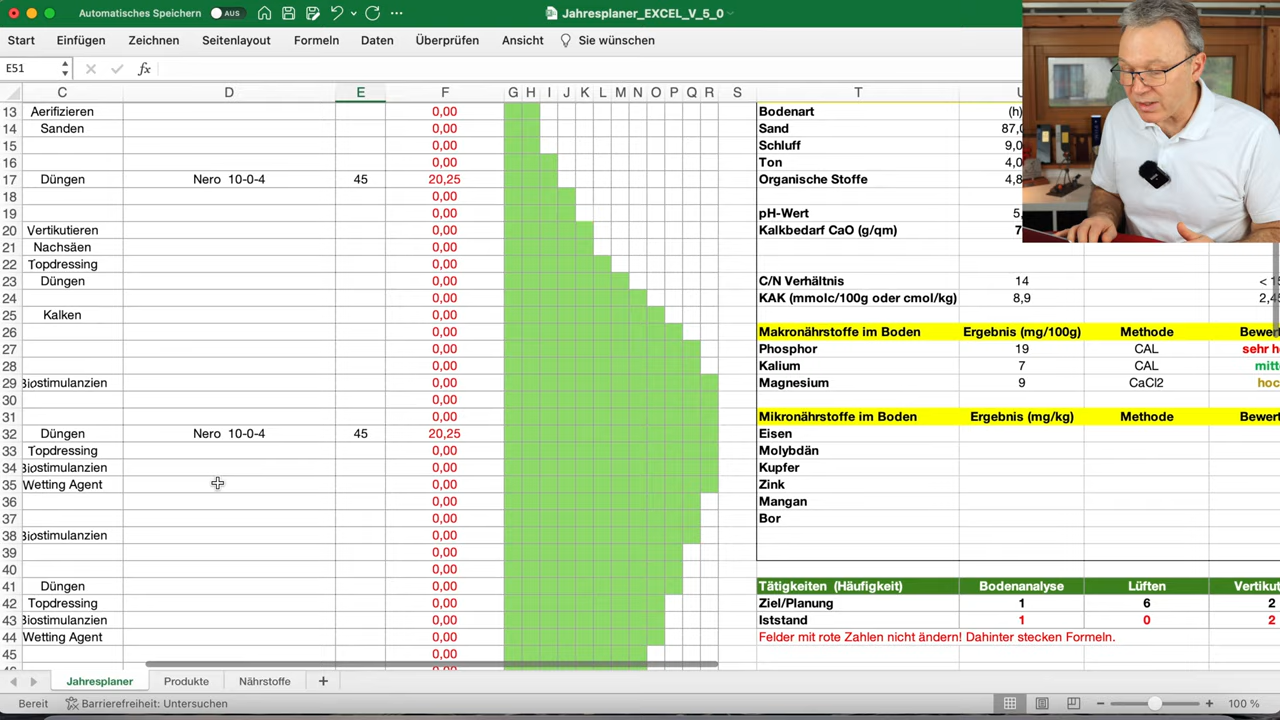 Automatisches Speichern AUS Jahresplaner_EXCEL_V_5_0
Start Einfügen Zeichnen Seitenlayout Formeln Daten Überprüfen Ansicht Sie wünschen
E51 fx
C D E F G H I J K L M N O P Q R S T U
13 Aerifizieren 0,00 Bodenart (h)
14 Sanden 0,00 Sand 87,0
15 0,00 Schluff 9,0
16 0,00 Ton 4,0
17 Düngen Nero 10-0-4 45 20,25 Organische Stoffe 4,8
18 0,00
19 0,00 pH-Wert 5,
20 Vertikutieren 0,00 Kalkbedarf CaO (g/qm) 7
21 Nachsäen 0,00
22 Topdressing 0,00
23 Düngen 0,00 C/N Verhältnis 14 < 15
24 0,00 KAK (mmolc/100g oder cmol/kg) 8,9 2,4
25 Kalken 0,00
26 0,00 Makronährstoffe im Boden Ergebnis (mg/100g) Methode Bewer
27 0,00 Phosphor 19 CAL sehr h
28 0,00 Kalium 7 CAL mitt
29 Biostimulanzien 0,00 Magnesium 9 CaCl2 hoc
30 0,00
31 0,00 Mikronährstoffe im Boden Ergebnis (mg/kg) Methode Bewer
32 Düngen Nero 10-0-4 45 20,25 Eisen
33 Topdressing 0,00 Molybdän
34 Biostimulanzien 0,00 Kupfer
35 Wetting Agent 0,00 Zink
36 0,00 Mangan
37 0,00 Bor
38 Biostimulanzien 0,00
39 0,00
40 0,00
41 Düngen 0,00 Tätigkeiten (Häufigkeit) Bodenanalyse Lüften Vertikut
42 Topdressing 0,00 Ziel/Planung 1 6 2
43 Biostimulanzien 0,00 Iststand 1 0 2
44 Wetting Agent 0,00 Felder mit rote Zahlen nicht ändern! Dahinter stecken Formeln.
45 0,00
Jahresplaner Produkte Nährstoffe
Bereit Barrierefreiheit: Untersuchen 100 %